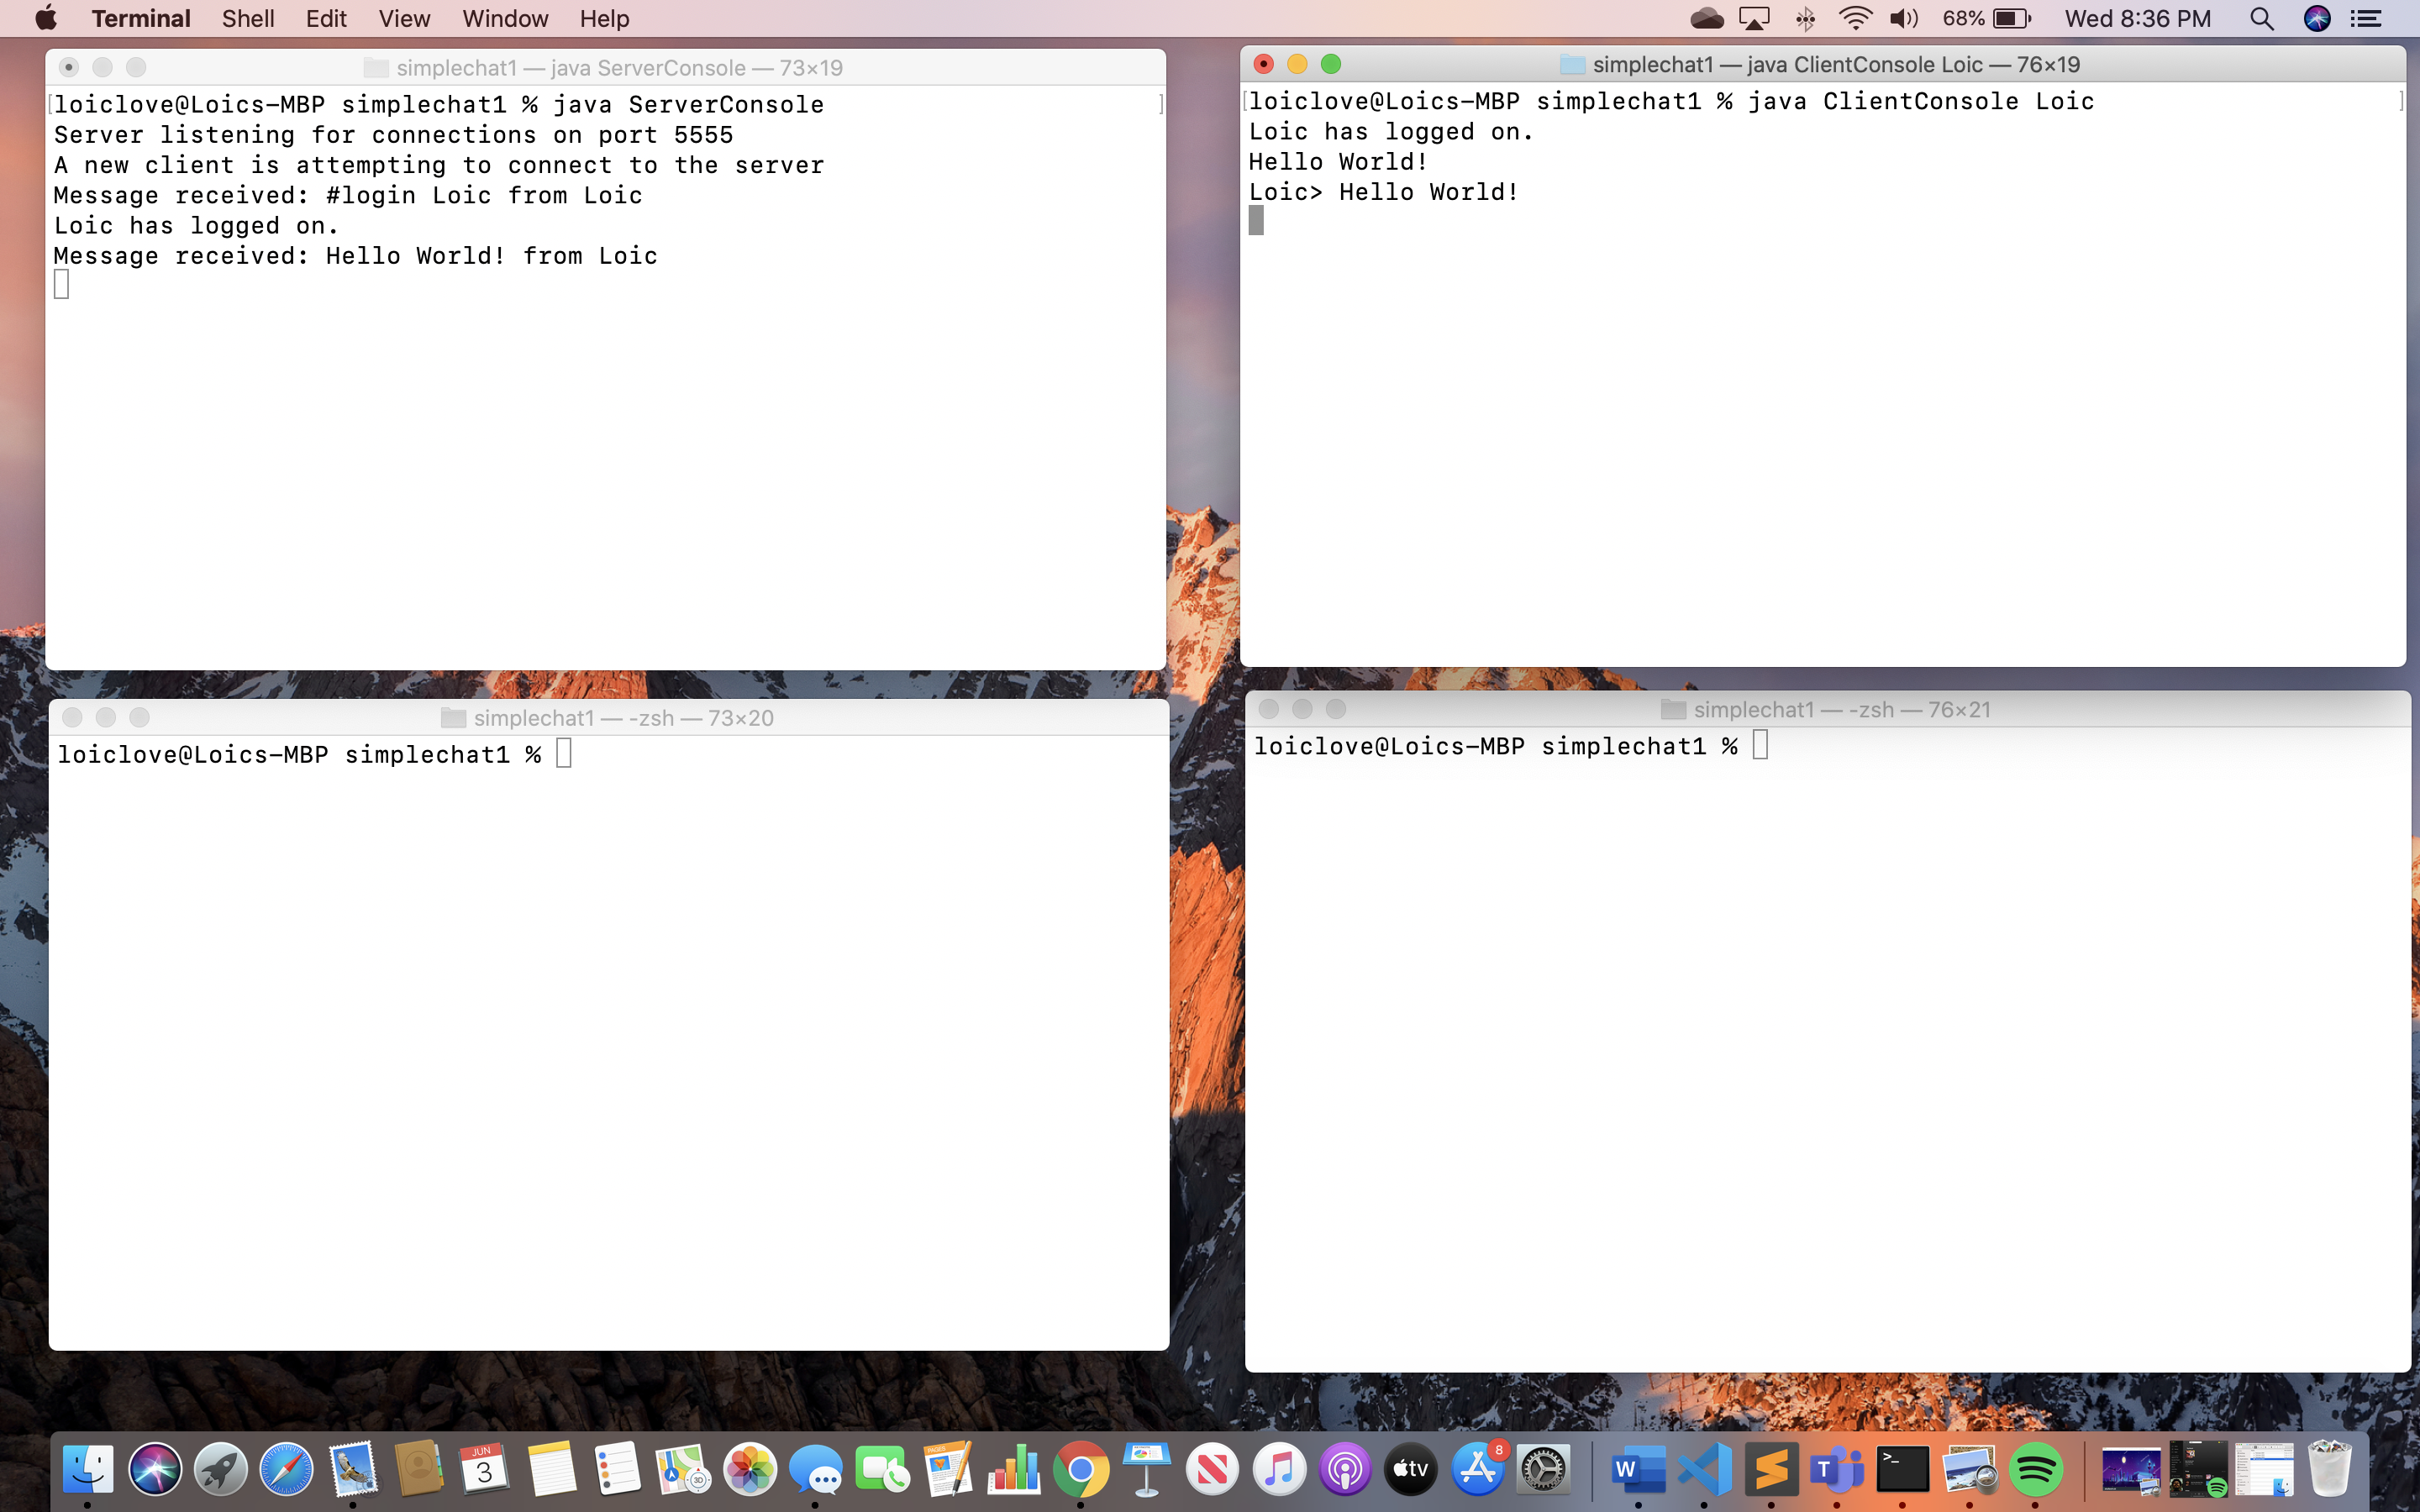 Terminal Shell Edit View Window Help 68% Wed 8:36 PM
simplechat1 — java ServerConsole — 73×19
loiclove@Loics-MBP simplechat1 % java ServerConsole
Server listening for connections on port 5555
A new client is attempting to connect to the server
Message received: #login Loic from Loic
Loic has logged on.
Message received: Hello World! from Loic
simplechat1 — java ClientConsole Loic — 76×19
loiclove@Loics-MBP simplechat1 % java ClientConsole Loic
Loic has logged on.
Hello World!
Loic> Hello World!
simplechat1 — -zsh — 73×20
loiclove@Loics-MBP simplechat1 %
simplechat1 — -zsh — 76×21
loiclove@Loics-MBP simplechat1 %
JUN
3
3D
PAGES
tv
8
W
T
>_